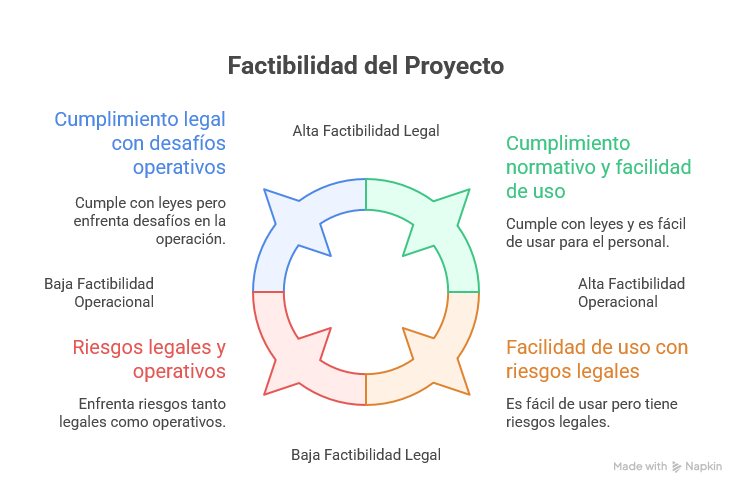 Factibilidad del Proyecto
Cumplimiento legal
con desafíos
operativos
Cumple con leyes pero
enfrenta desafíos en la
operación.
Alta Factibilidad Legal
Cumplimiento
normativo y facilidad
de uso
Cumple con leyes y es fácil
de usar para el personal.
Baja Factibilidad
Operacional
Alta Factibilidad
Operacional
Riesgos legales y
operativos
Enfrenta riesgos tanto
legales como operativos.
Facilidad de uso con
riesgos legales
Es fácil de usar pero tiene
riesgos legales.
Baja Factibilidad Legal
Made with Napkin